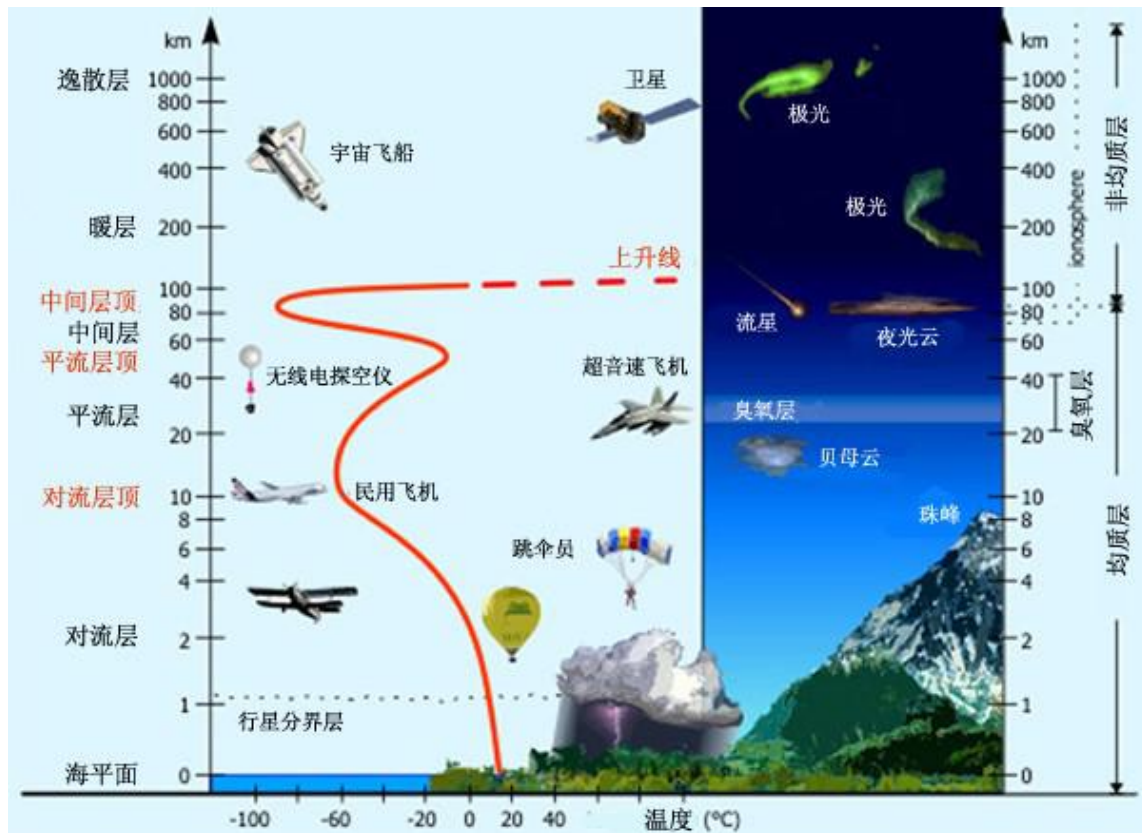 km
km
逸散层
1000
卫星
1000
800
极光
800
600
宇宙飞船
600
400
400
ionosphere
非均质层
极光
暖层
200
200
上升线
中间层顶
100
100
80
流星
80
中间层
夜光云
60
60
平流层顶
无线电探空仪
超音速飞机
40
40
臭氧层
臭氧层
平流层
20
20
贝母云
对流层顶
10
民用飞机
10
珠峰
8
8
均质层
6
跳伞员
6
4
4
对流层
2
2
1
1
行星分界层
海平面
0
0
-100
-60
-20
0
20
40
温度 (°C)